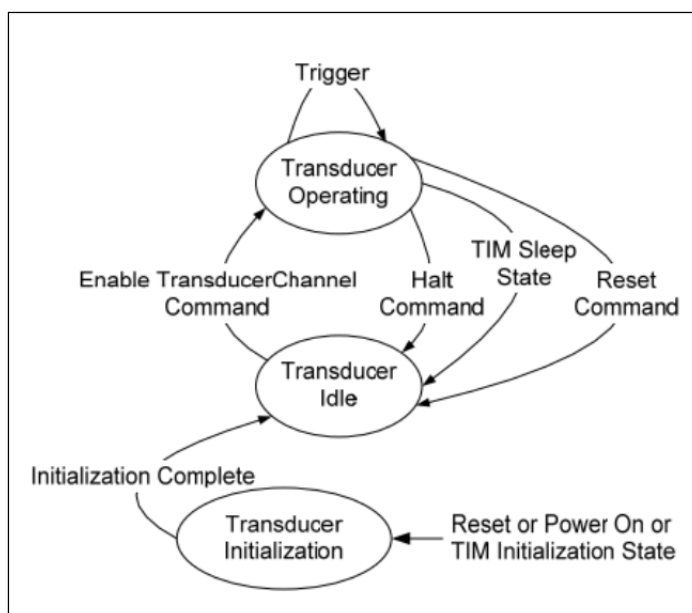 Trigger
Transducer
Operating
Enable TransducerChannel
Command
Halt
Command
TIM Sleep
State
Reset
Command
Transducer
Idle
Initialization Complete
Transducer
Initialization
Reset or Power On or
TIM Initialization State